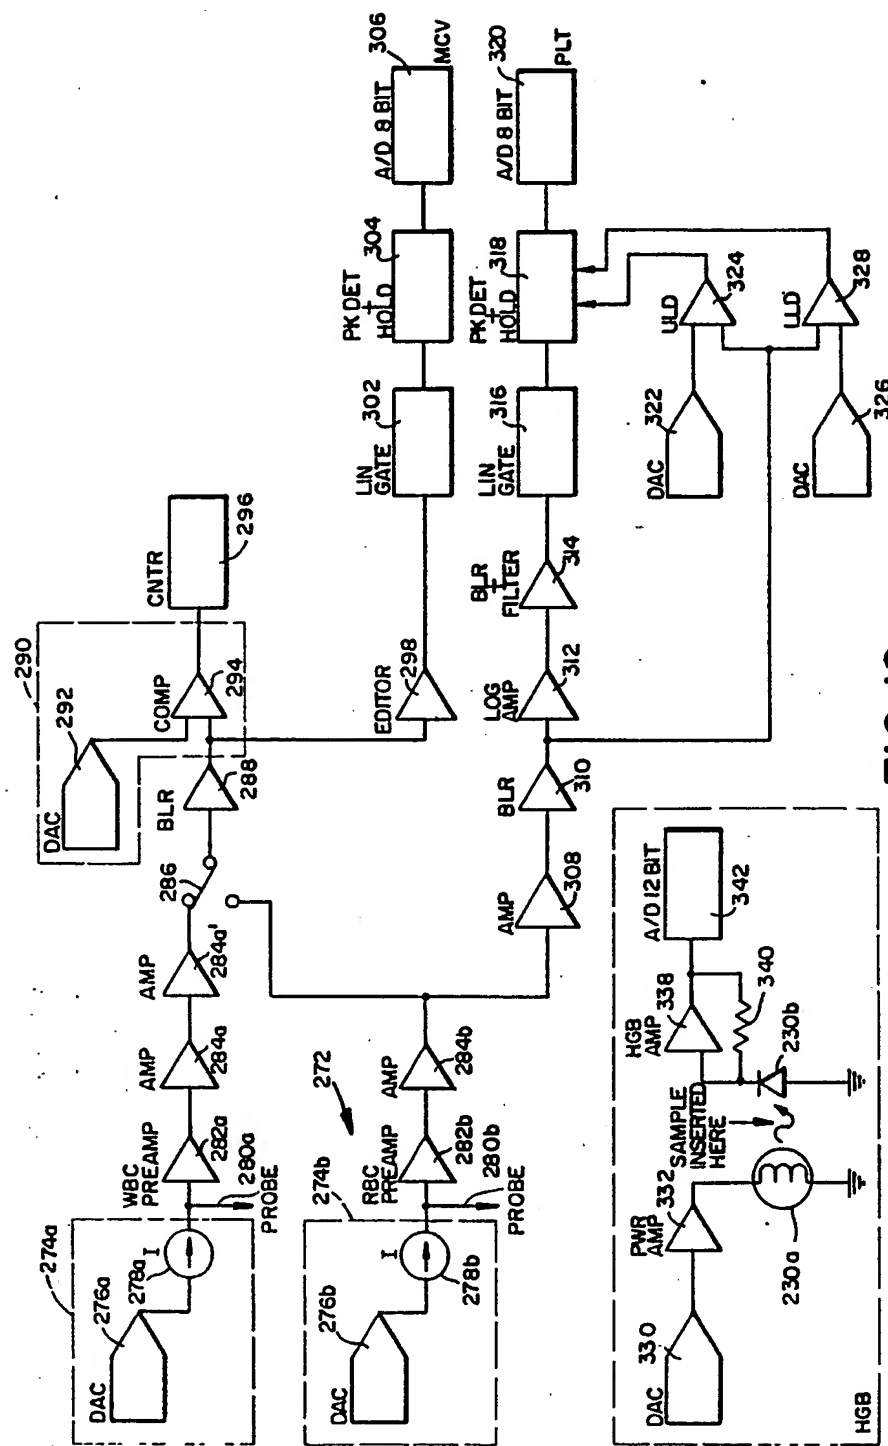 274a
DAC
276a
I
278a
WBC
PREAMP
282a
280a
PROBE
AMP
284a
AMP
284a'
286
BLR
288
290
DAC
292
COMP
294
CNTR
296
272
274b
DAC
276b
I
278b
RBC
PREAMP
282b
280b
PROBE
AMP
284b
EDITOR
298
LIN
GATE
302
PK DET
+
HOLD
304
A/D 8 BIT
306
MCV
AMP
308
BLR
310
LOG
AMP
312
BLR
+
FILTER
314
LIN
GATE
316
PK DET
+
HOLD
318
A/D 8 BIT
320
PLT
DAC
322
ULD
324
DAC
326
LLD
328
DAC
330
PWR
AMP
332
SAMPLE
INSERTED
HERE
230a
230b
HGB
AMP
338
340
A/D 12 BIT
342
HGB